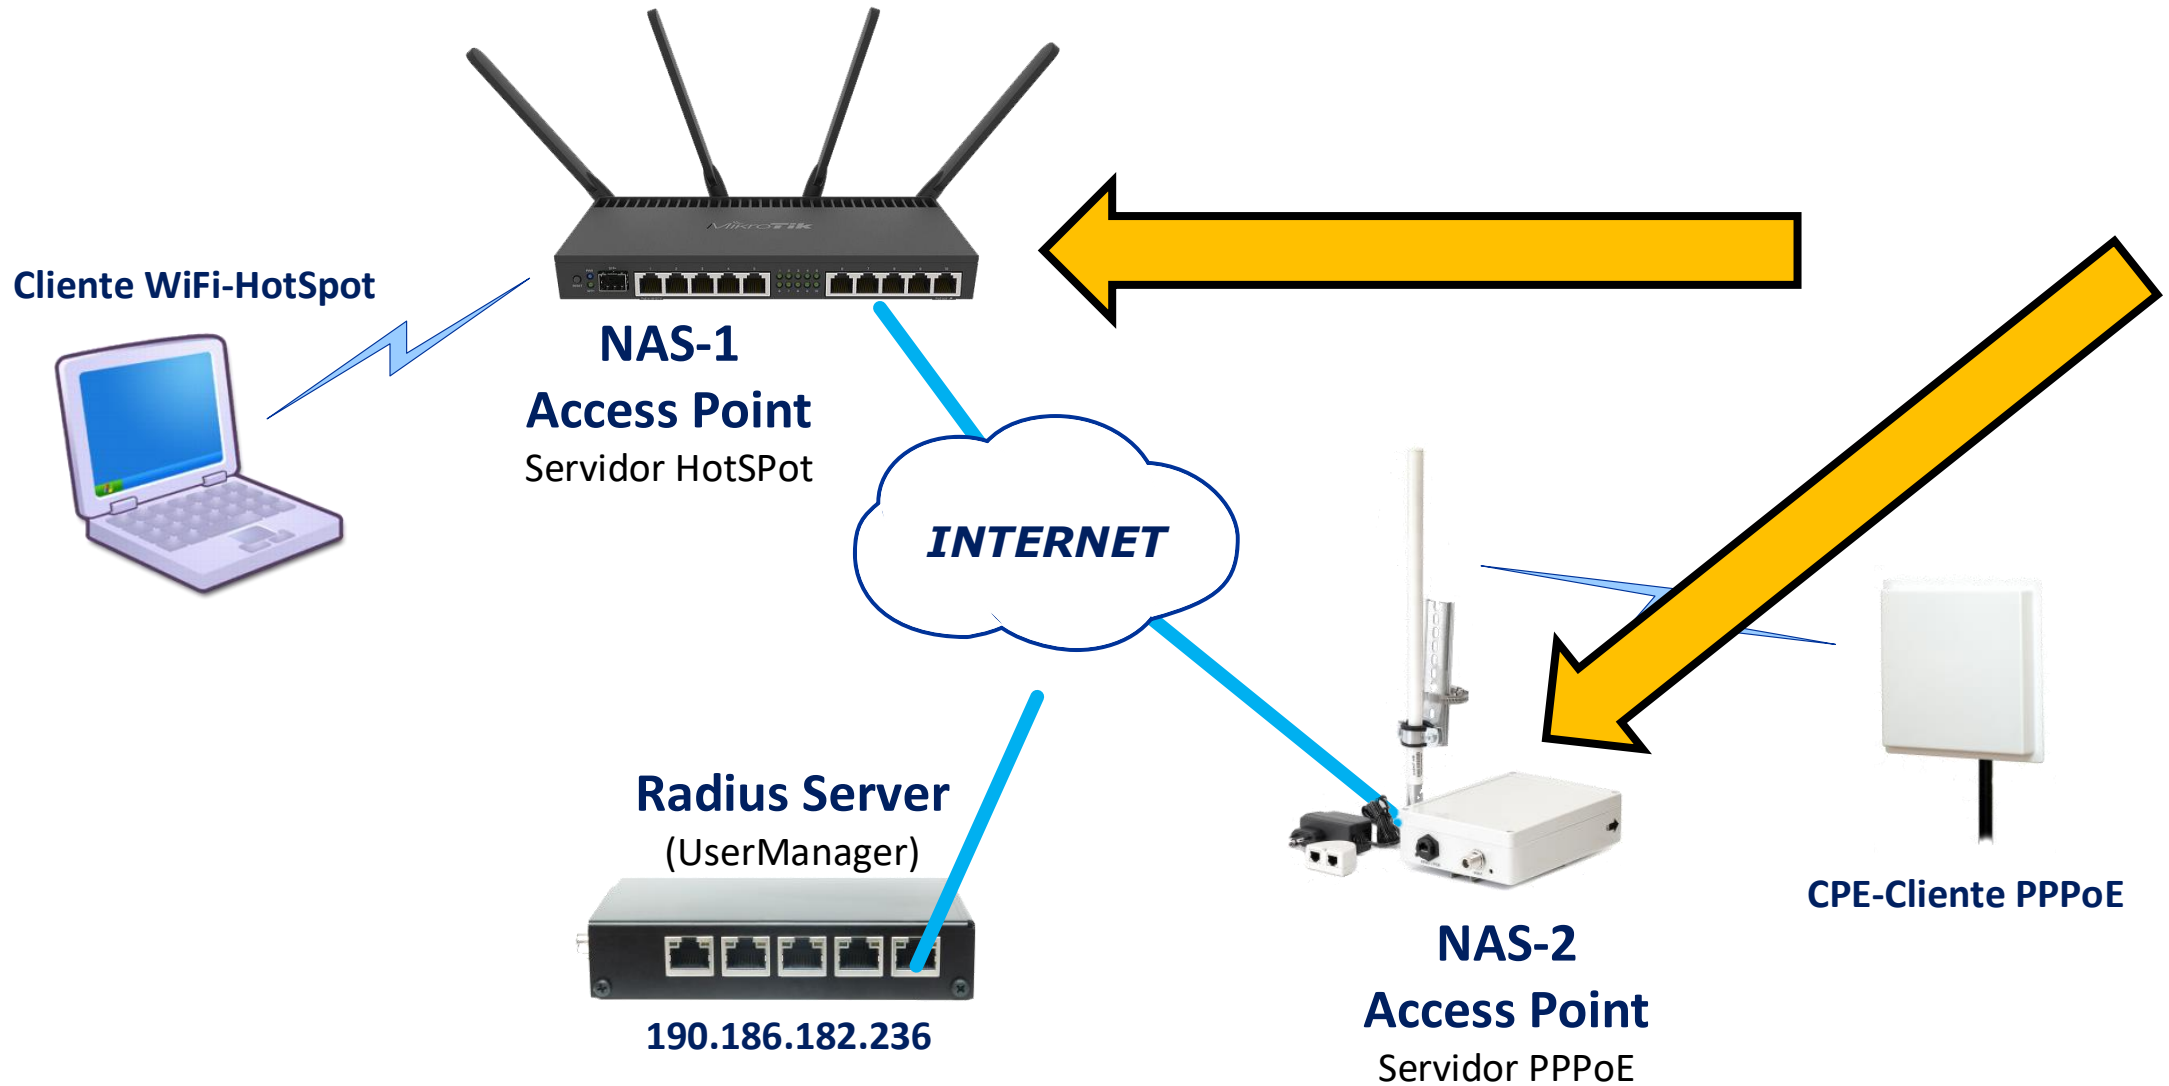 MikroTik
Cliente WiFi-HotSpot
NAS-1
Access Point
Servidor HotSPot
INTERNET
Radius Server
(UserManager)
190.186.182.236
CPE-Cliente PPPoE
NAS-2
Access Point
Servidor PPPoE